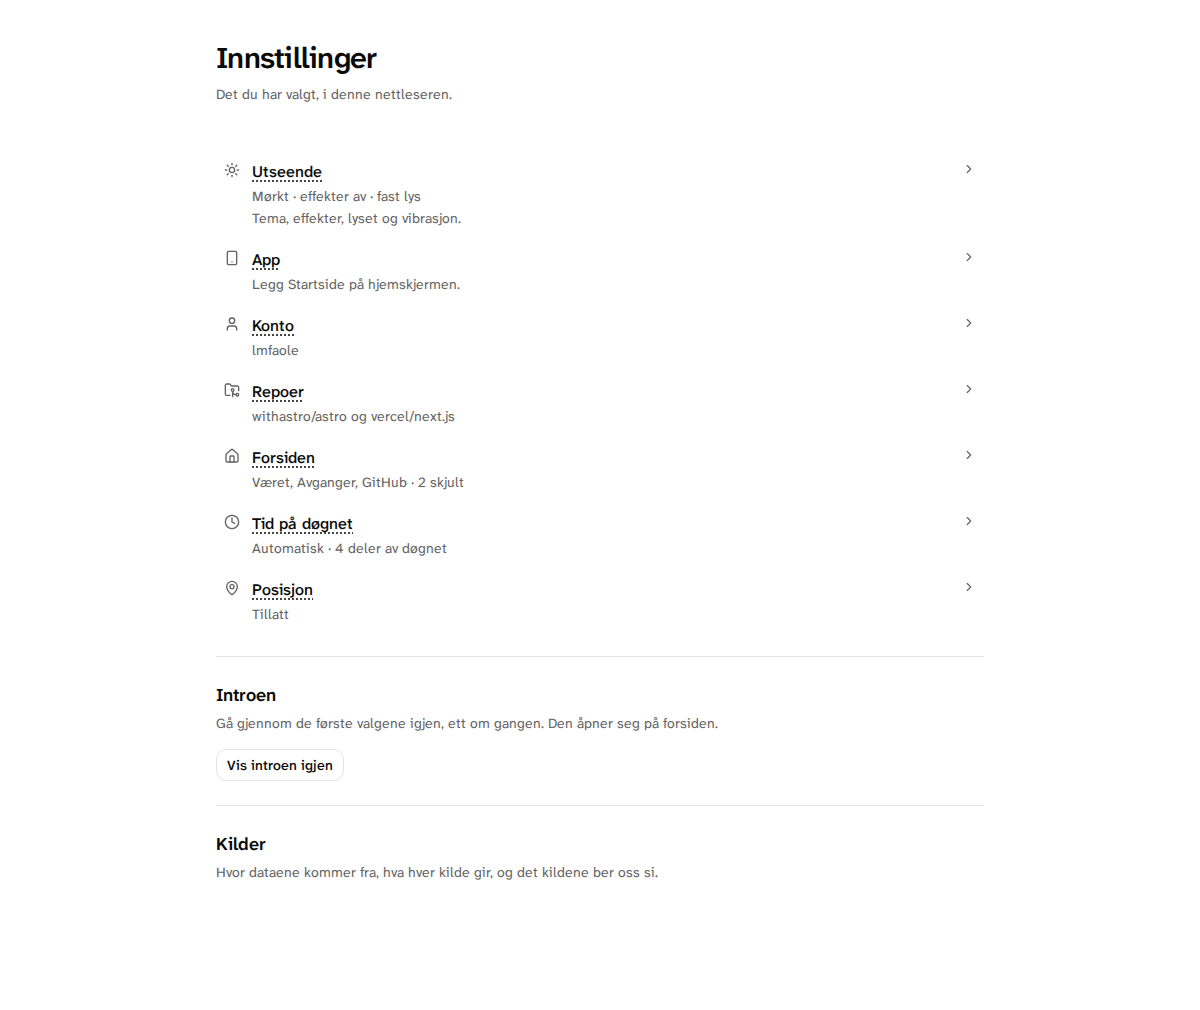 Innstillinger
Det du har valgt, i denne nettleseren.
Utseende
Mørkt · effekter av · fast lys
Tema, effekter, lyset og vibrasjon.
App
Legg Startside på hjemskjermen.
Konto
lmfaole
Repoer
withastro/astro og vercel/next.js
Forsiden
Været, Avganger, GitHub · 2 skjult
Tid på døgnet
Automatisk · 4 deler av døgnet
Posisjon
Tillatt
Introen
Gå gjennom de første valgene igjen, ett om gangen. Den åpner seg på forsiden.
Vis introen igjen
Kilder
Hvor dataene kommer fra, hva hver kilde gir, og det kildene ber oss si.